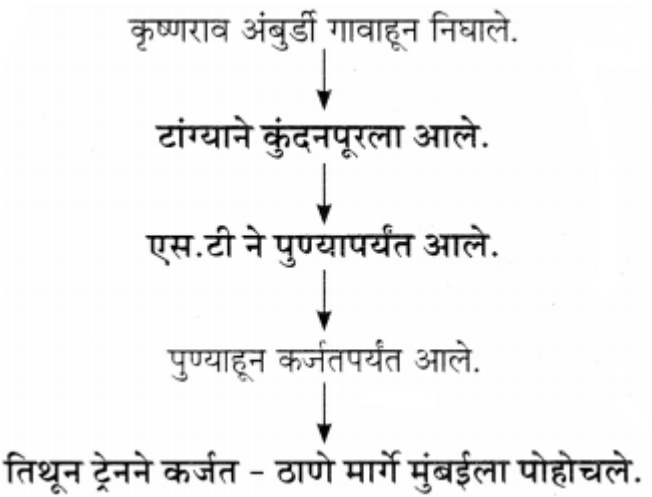 कृष्णराव अंबुर्डी गावाहून निघाले.
टांग्याने कुंदनपूरला आले.
एस.टी ने पुण्यापर्यंत आले.
पुण्याहून कर्जतपर्यंत आले.
तिथून ट्रेनने कर्जत - ठाणे मार्गे मुंबईला पोहोचले.